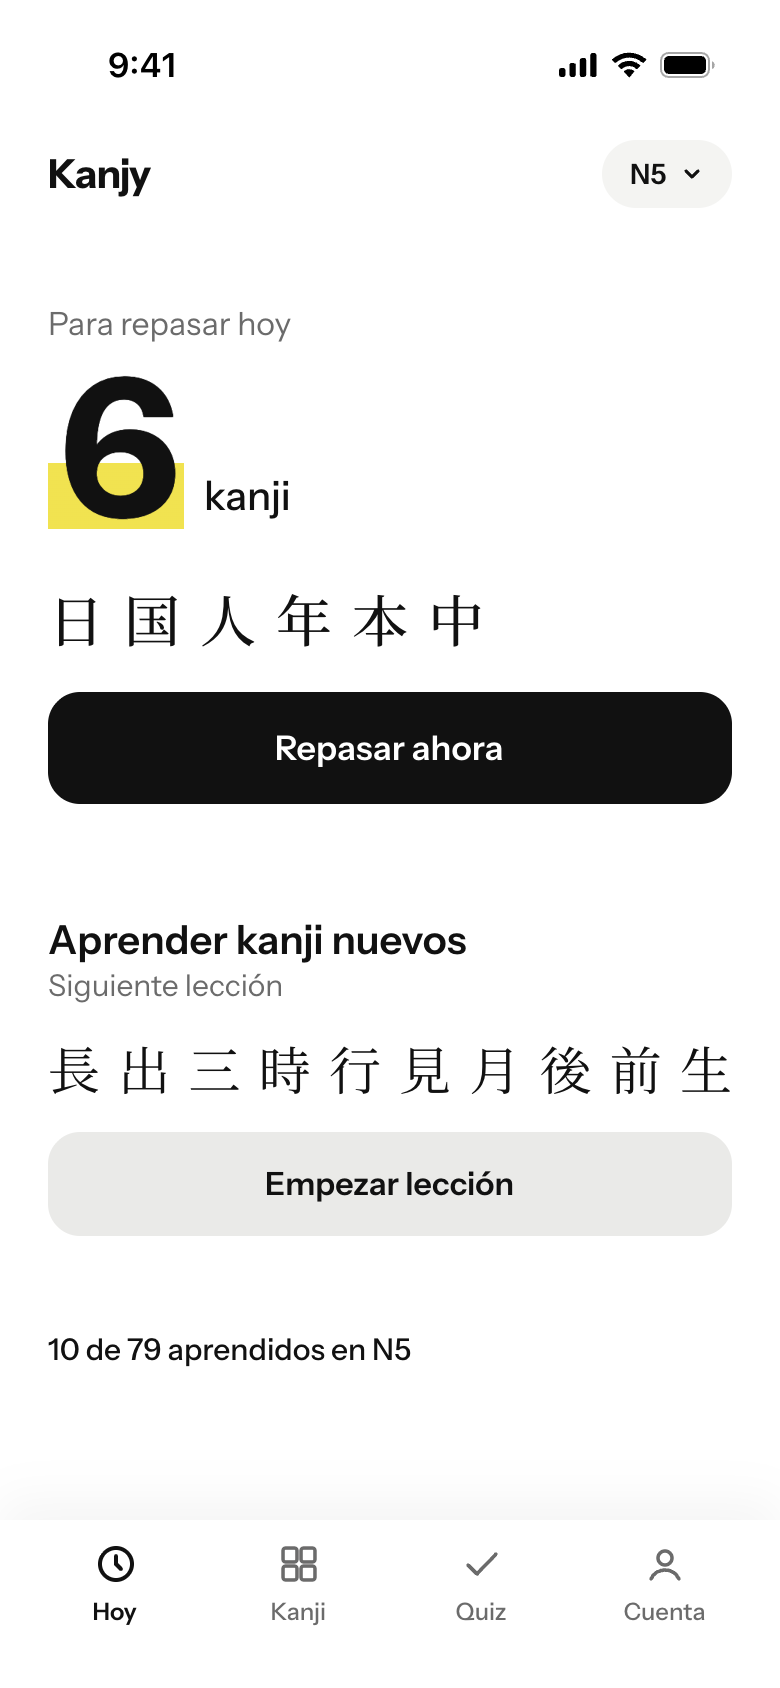 9:41
Kanjy
N5
Para repasar hoy
6 kanji
日国人年本中
Repasar ahora
Aprender kanji nuevos
Siguiente lección
長出三時行見月後前生
Empezar lección
10 de 79 aprendidos en N5
Hoy Kanji Quiz Cuenta